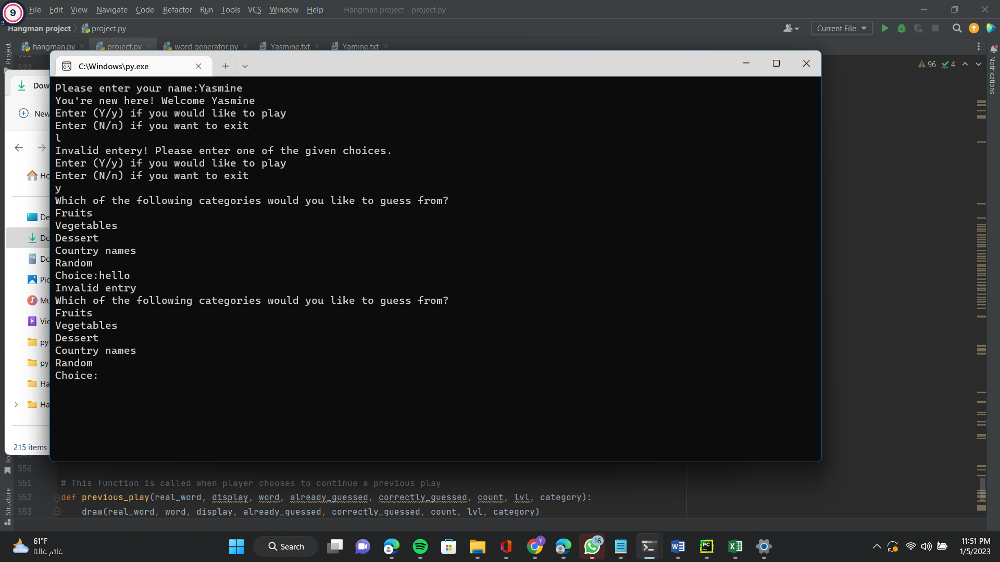 9
File Edit View Navigate Code Refactor Run Tools VCS Window Help Hangman project - project.py
Hangman project project.py Current File
hangman.py project.py word generator.py Yasmine.txt Yamine.txt
Project
522
96 4
Notifications
C:\Windows\py.exe
Dow
New
Ho
De
Do
Do
Pic
Mu
Vid
pyt
pyt
Ha
Ha
215 items
Please enter your name:Yasmine
You're new here! Welcome Yasmine
Enter (Y/y) if you would like to play
Enter (N/n) if you want to exit
l
Invalid entery! Please enter one of the given choices.
Enter (Y/y) if you would like to play
Enter (N/n) if you want to exit
y
Which of the following categories would you like to guess from?
Fruits
Vegetables
Dessert
Country names
Random
Choice:hello
Invalid entry
Which of the following categories would you like to guess from?
Fruits
Vegetables
Dessert
Country names
Random
Choice:
Bo
Structure
550
551 # This function is called when player chooses to continue a previous play
552 def previous_play(real_word, display, word, already_guessed, correctly_guessed, count, lvl, category):
553 draw(real_word, word, display, already_guessed, correctly_guessed, count, lvl, category)
61°F
غائم غالبًا
Search
Y
16
W
PC
X
11:51 PM
1/5/2023